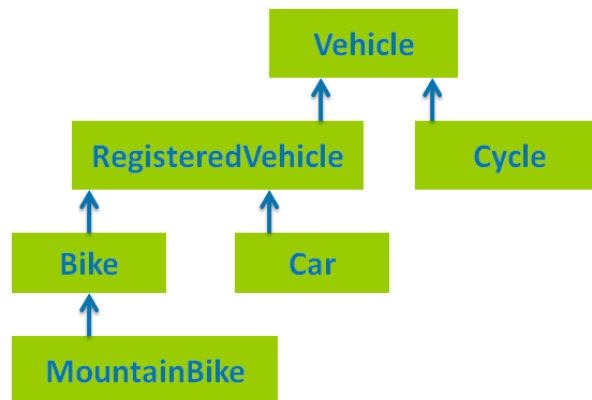 Vehicle
RegisteredVehicle
Cycle
Bike
Car
MountainBike